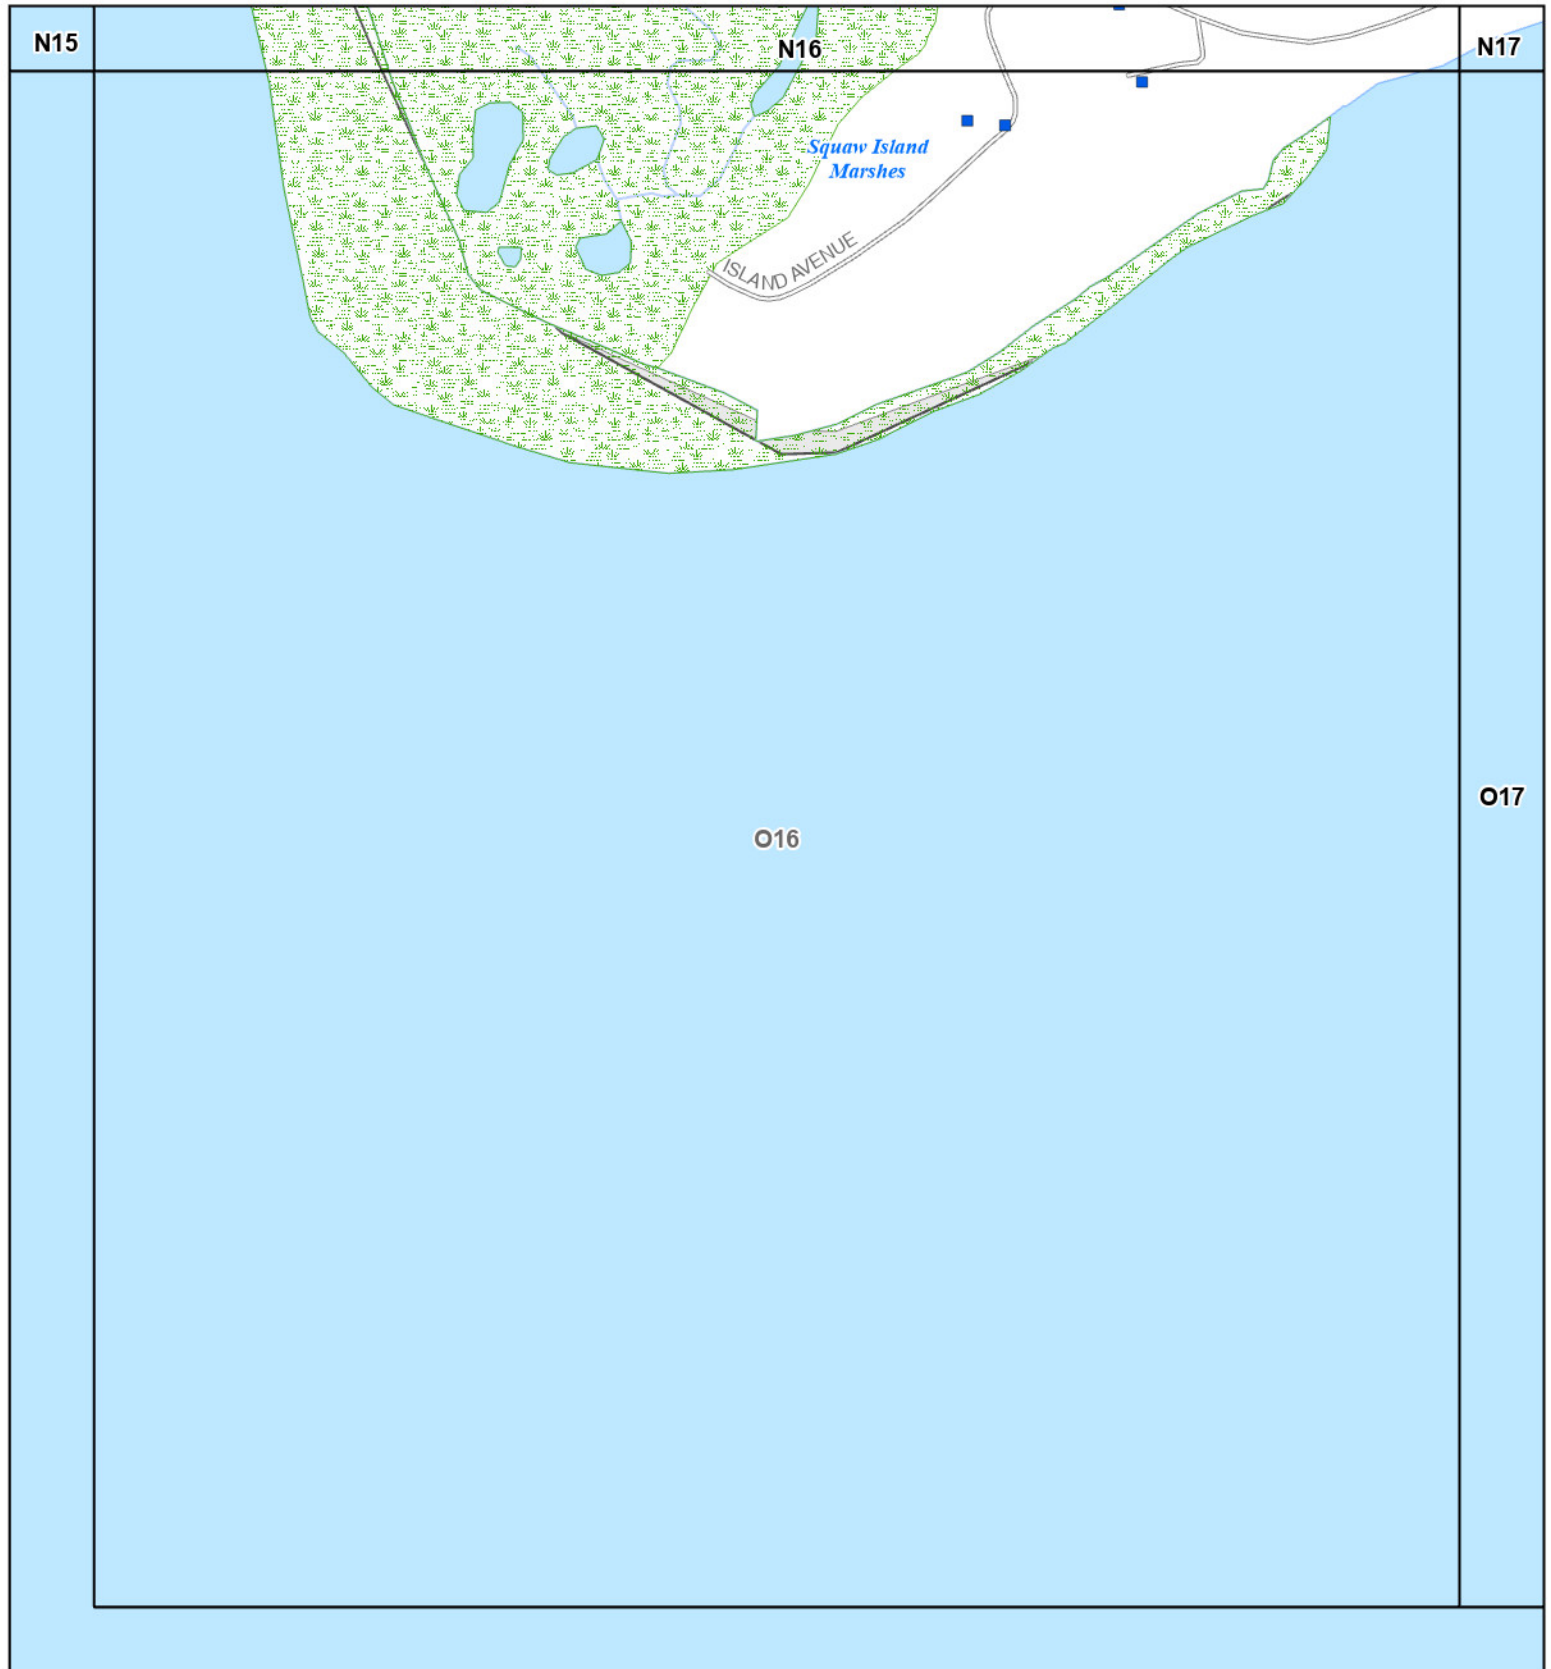 N15
N16
N17
Squaw Island
Marshes
ISLAND AVENUE
O17
O16